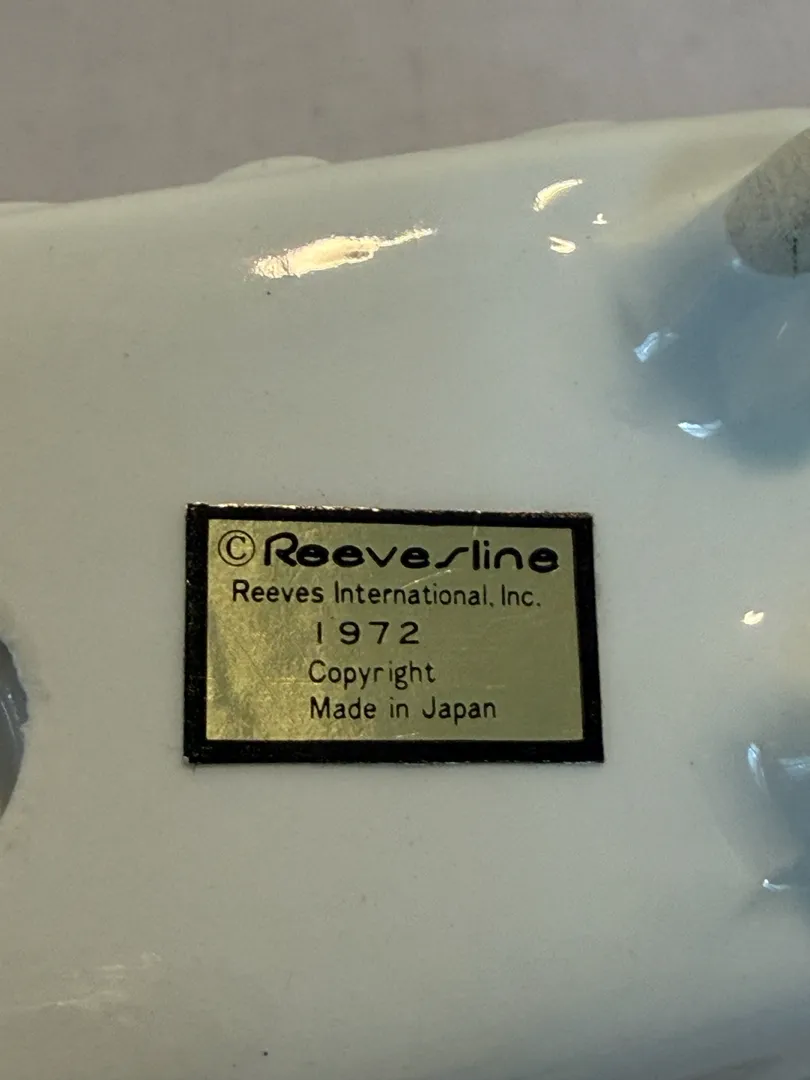 ©Reevesline
Reeves International, Inc.
1972
Copyright
Made in Japan